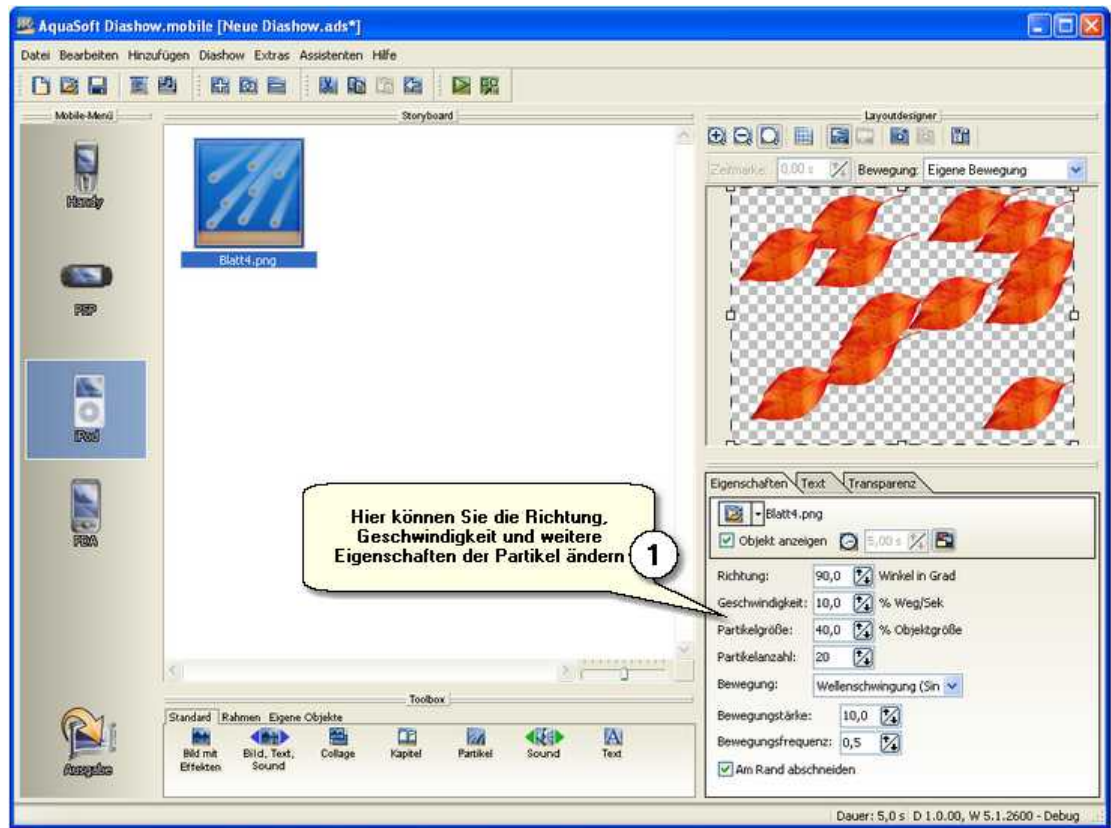 AquaSoft Diashow.mobile [Neue Diashow.ads*]
Datei Bearbeiten Hinzufügen Diashow Extras Assistenten Hilfe
Mobile-Menü
Storyboard
Layoutdesigner
Zeitmarke: 0,00 s Bewegung: Eigene Bewegung
Handy
PSP
iPod
PDA
Ausgabe
Blatt4.png
Hier können Sie die Richtung,
Geschwindigkeit und weitere
Eigenschaften der Partikel ändern
1
Eigenschaften Text Transparenz
Blatt4.png
Objekt anzeigen 5,00 s
Richtung: 90,0 Winkel in Grad
Geschwindigkeit: 10,0 % Weg/Sek
Partikelgröße: 40,0 % Objektgröße
Partikelanzahl: 20
Bewegung: Wellenschwingung (Sin
Bewegungstärke: 10,0
Bewegungsfrequenz: 0,5
Am Rand abschneiden
Toolbox
Standard Rahmen Eigene Objekte
Bild mit
Effekten
Bild, Text,
Sound
Collage
Kapitel
Partikel
Sound
Text
Dauer: 5,0 s D 1.0.00, W 5.1.2600 - Debug